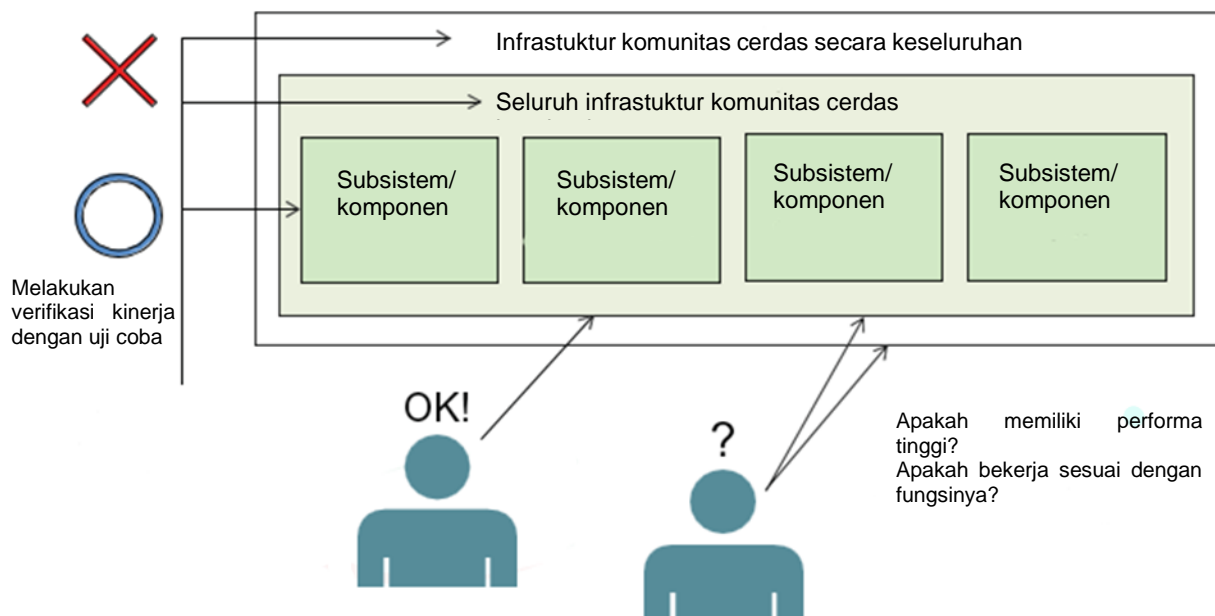 Infrastuktur komunitas cerdas secara keseluruhan
Seluruh infrastuktur komunitas cerdas
Subsistem/
komponen
Subsistem/
komponen
Subsistem/
komponen
Subsistem/
komponen
Melakukan
verifikasi kinerja
dengan uji coba
OK!
?
Apakah memiliki performa
tinggi?
Apakah bekerja sesuai dengan
fungsinya?